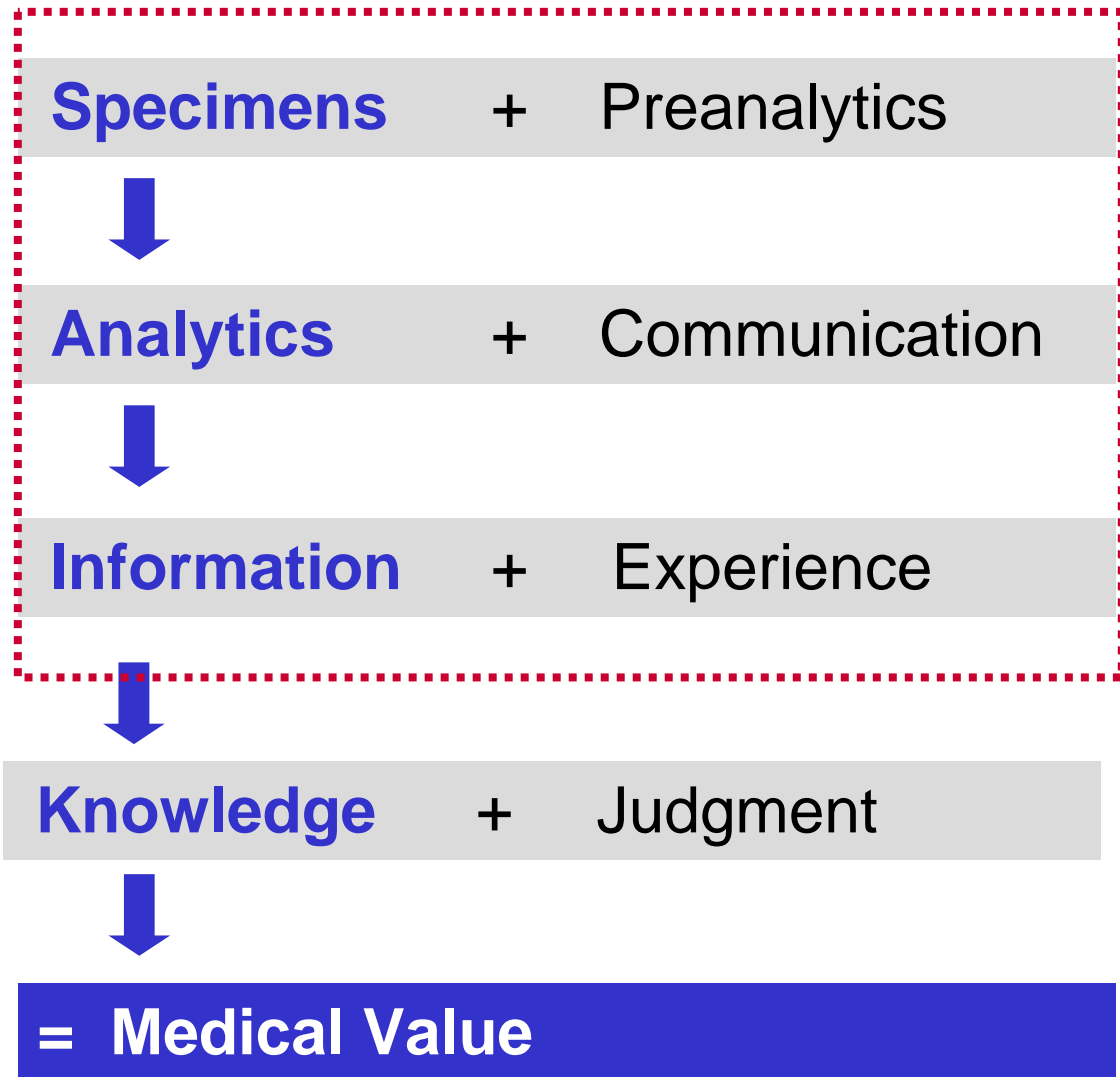 Specimens + Preanalytics
Analytics + Communication
Information + Experience
Knowledge + Judgment
= Medical Value